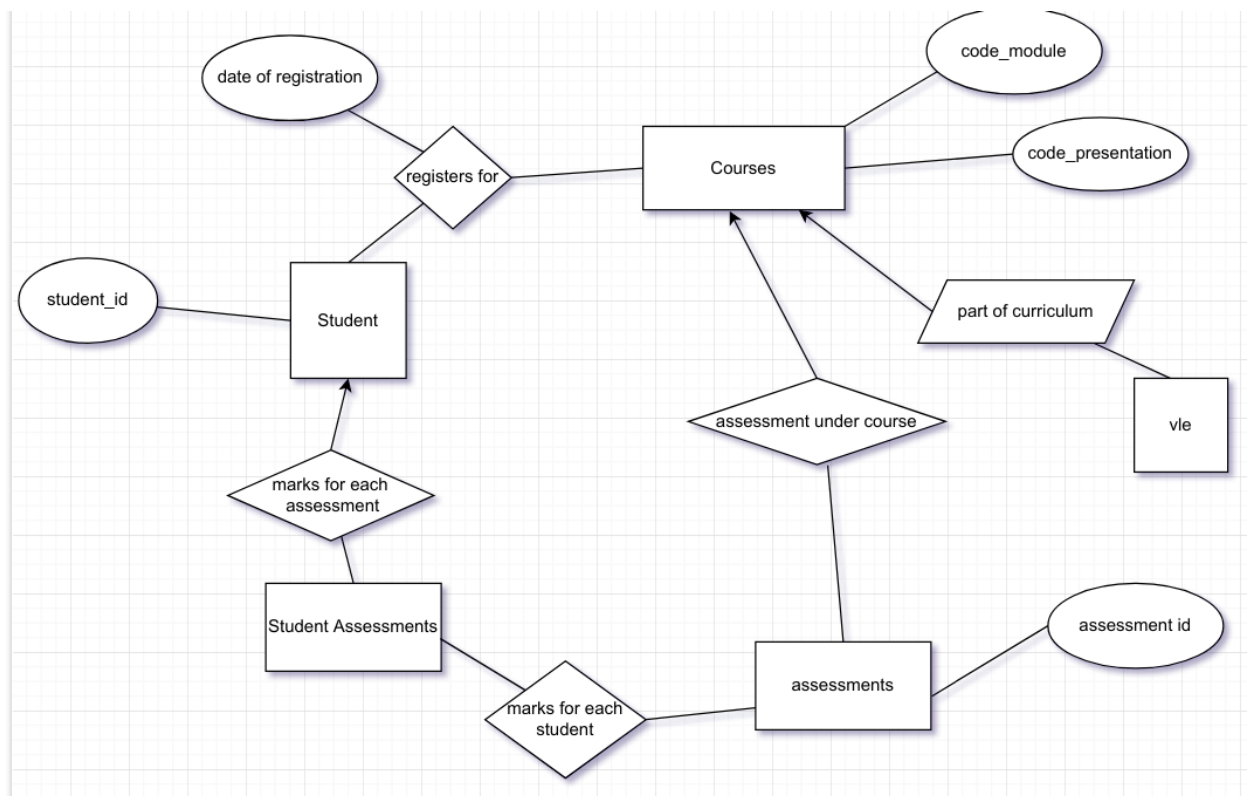 code_module
date of registration
code_presentation
Courses
registers for
student_id
Student
part of curriculum
assessment under course
vle
marks for each
assessment
Student Assessments
assessment id
assessments
marks for each
student